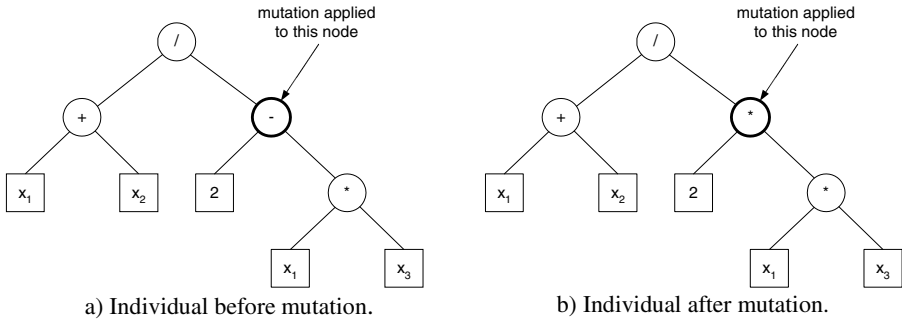 mutation applied
to this node
/
+
-
x₁
x₂
2
*
x₁
x₃
a) Individual before mutation.
mutation applied
to this node
/
+
*
x₁
x₂
2
*
x₁
x₃
b) Individual after mutation.